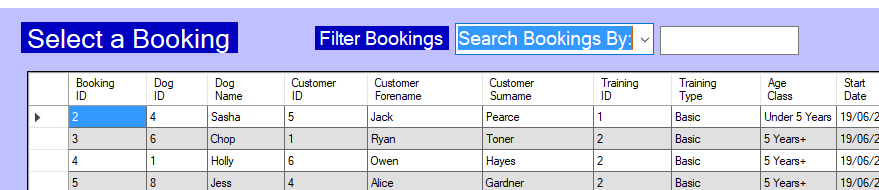 Select a Booking
Filter Bookings Search Bookings By:
Booking ID Dog ID Dog Name Customer ID Customer Forename Customer Surname Training ID Training Type Age Class Start Date
2 4 Sasha 5 Jack Pearce 1 Basic Under 5 Years 19/06/2
3 6 Chop 1 Ryan Toner 2 Basic 5 Years+ 19/06/2
4 1 Holly 6 Owen Hayes 2 Basic 5 Years+ 19/06/2
5 8 Jess 4 Alice Gardner 2 Basic 5 Years+ 19/06/2